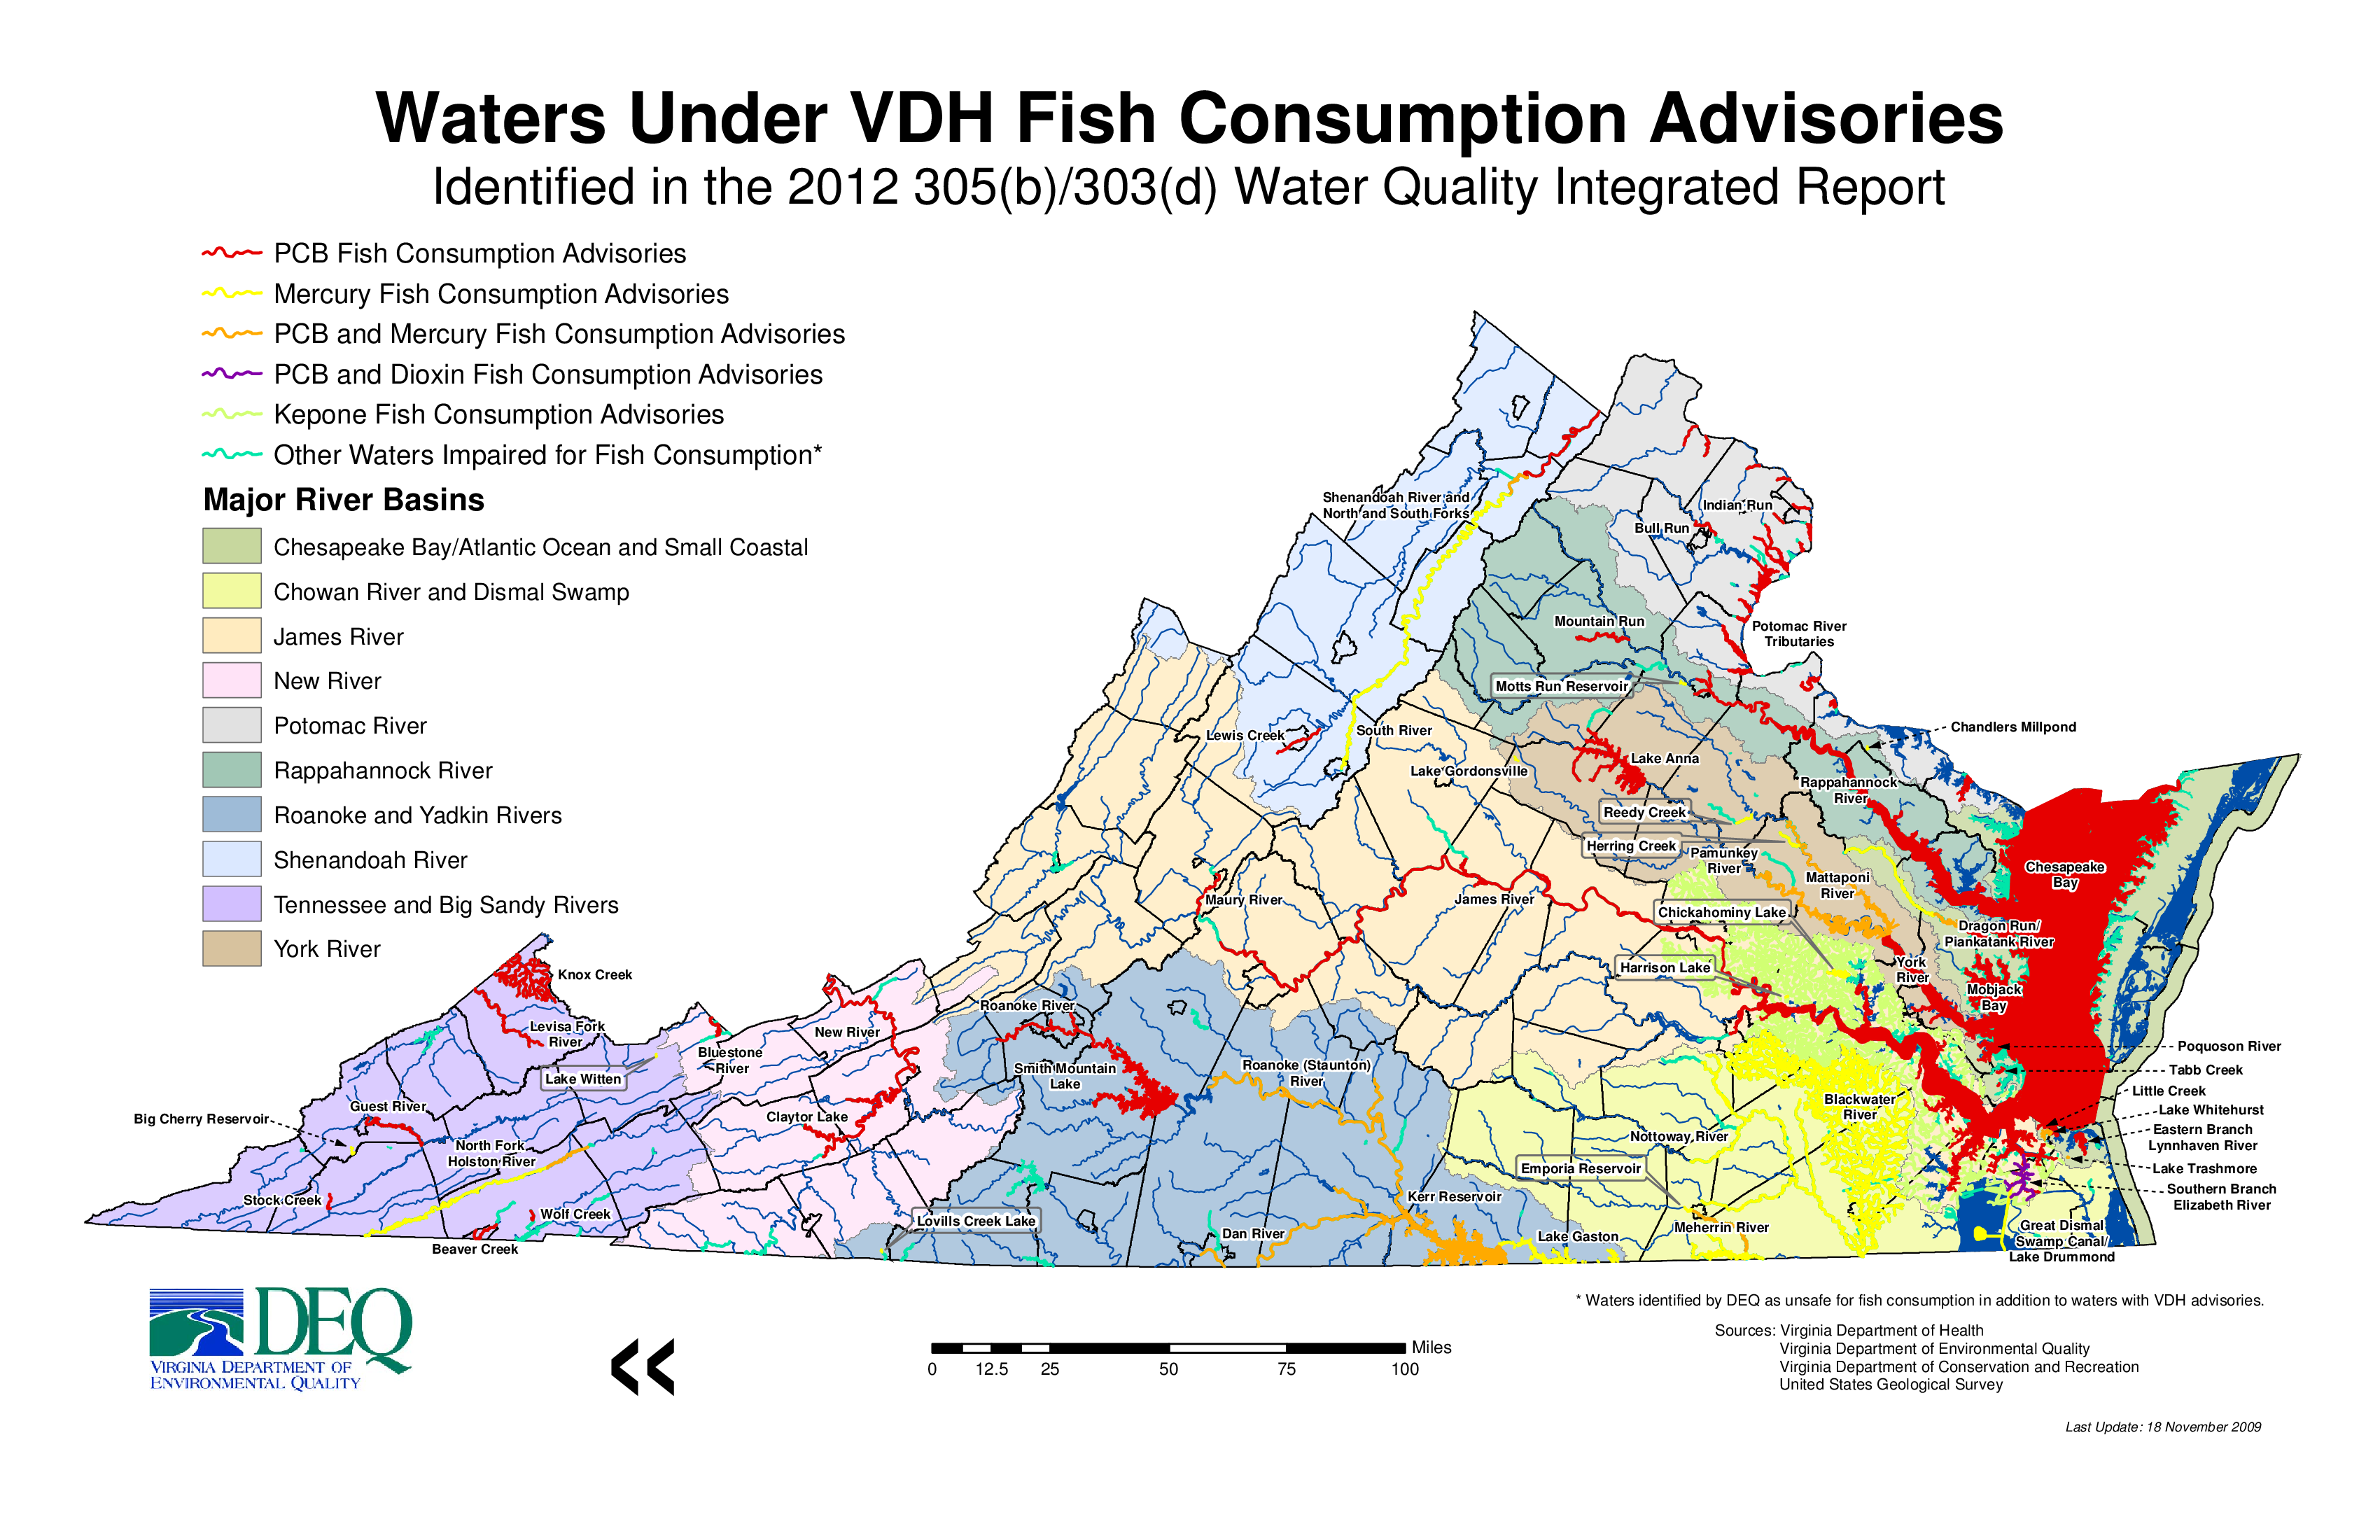 Waters Under VDH Fish Consumption Advisories
Identified in the 2012 305(b)/303(d) Water Quality Integrated Report
PCB Fish Consumption Advisories
Mercury Fish Consumption Advisories
PCB and Mercury Fish Consumption Advisories
PCB and Dioxin Fish Consumption Advisories
Kepone Fish Consumption Advisories
Other Waters Impaired for Fish Consumption*
Major River Basins
Chesapeake Bay/Atlantic Ocean and Small Coastal
Chowan River and Dismal Swamp
James River
New River
Potomac River
Rappahannock River
Roanoke and Yadkin Rivers
Shenandoah River
Tennessee and Big Sandy Rivers
York River
Shenandoah River and
North and South Forks
Indian Run
Bull Run
Mountain Run
Potomac River
Tributaries
Motts Run Reservoir
Chandlers Millpond
Lewis Creek
South River
Lake Gordonsville
Lake Anna
Rappahannock
River
Reedy Creek
Herring Creek
Pamunkey
River
Mattaponi
River
Chesapeake
Bay
Maury River
James River
Chickahominy Lake
Dragon Run/
Piankatank River
Harrison Lake
York
River
Mobjack
Bay
Knox Creek
Levisa Fork
River
Lake Witten
Bluestone
River
New River
Roanoke River
Smith Mountain
Lake
Roanoke (Staunton)
River
Claytor Lake
Guest River
Big Cherry Reservoir
North Fork
Holston River
Stock Creek
Wolf Creek
Beaver Creek
Lovills Creek Lake
Dan River
Kerr Reservoir
Lake Gaston
Emporia Reservoir
Meherrin River
Nottoway River
Blackwater
River
Poquoson River
Tabb Creek
Little Creek
Lake Whitehurst
Eastern Branch
Lynnhaven River
Lake Trashmore
Southern Branch
Elizabeth River
Great Dismal
Swamp Canal/
Lake Drummond
* Waters identified by DEQ as unsafe for fish consumption in addition to waters with VDH advisories.
DEQ
VIRGINIA DEPARTMENT OF
ENVIRONMENTAL QUALITY
Miles
0 12.5 25 50 75 100
Sources: Virginia Department of Health
Virginia Department of Environmental Quality
Virginia Department of Conservation and Recreation
United States Geological Survey
Last Update: 18 November 2009